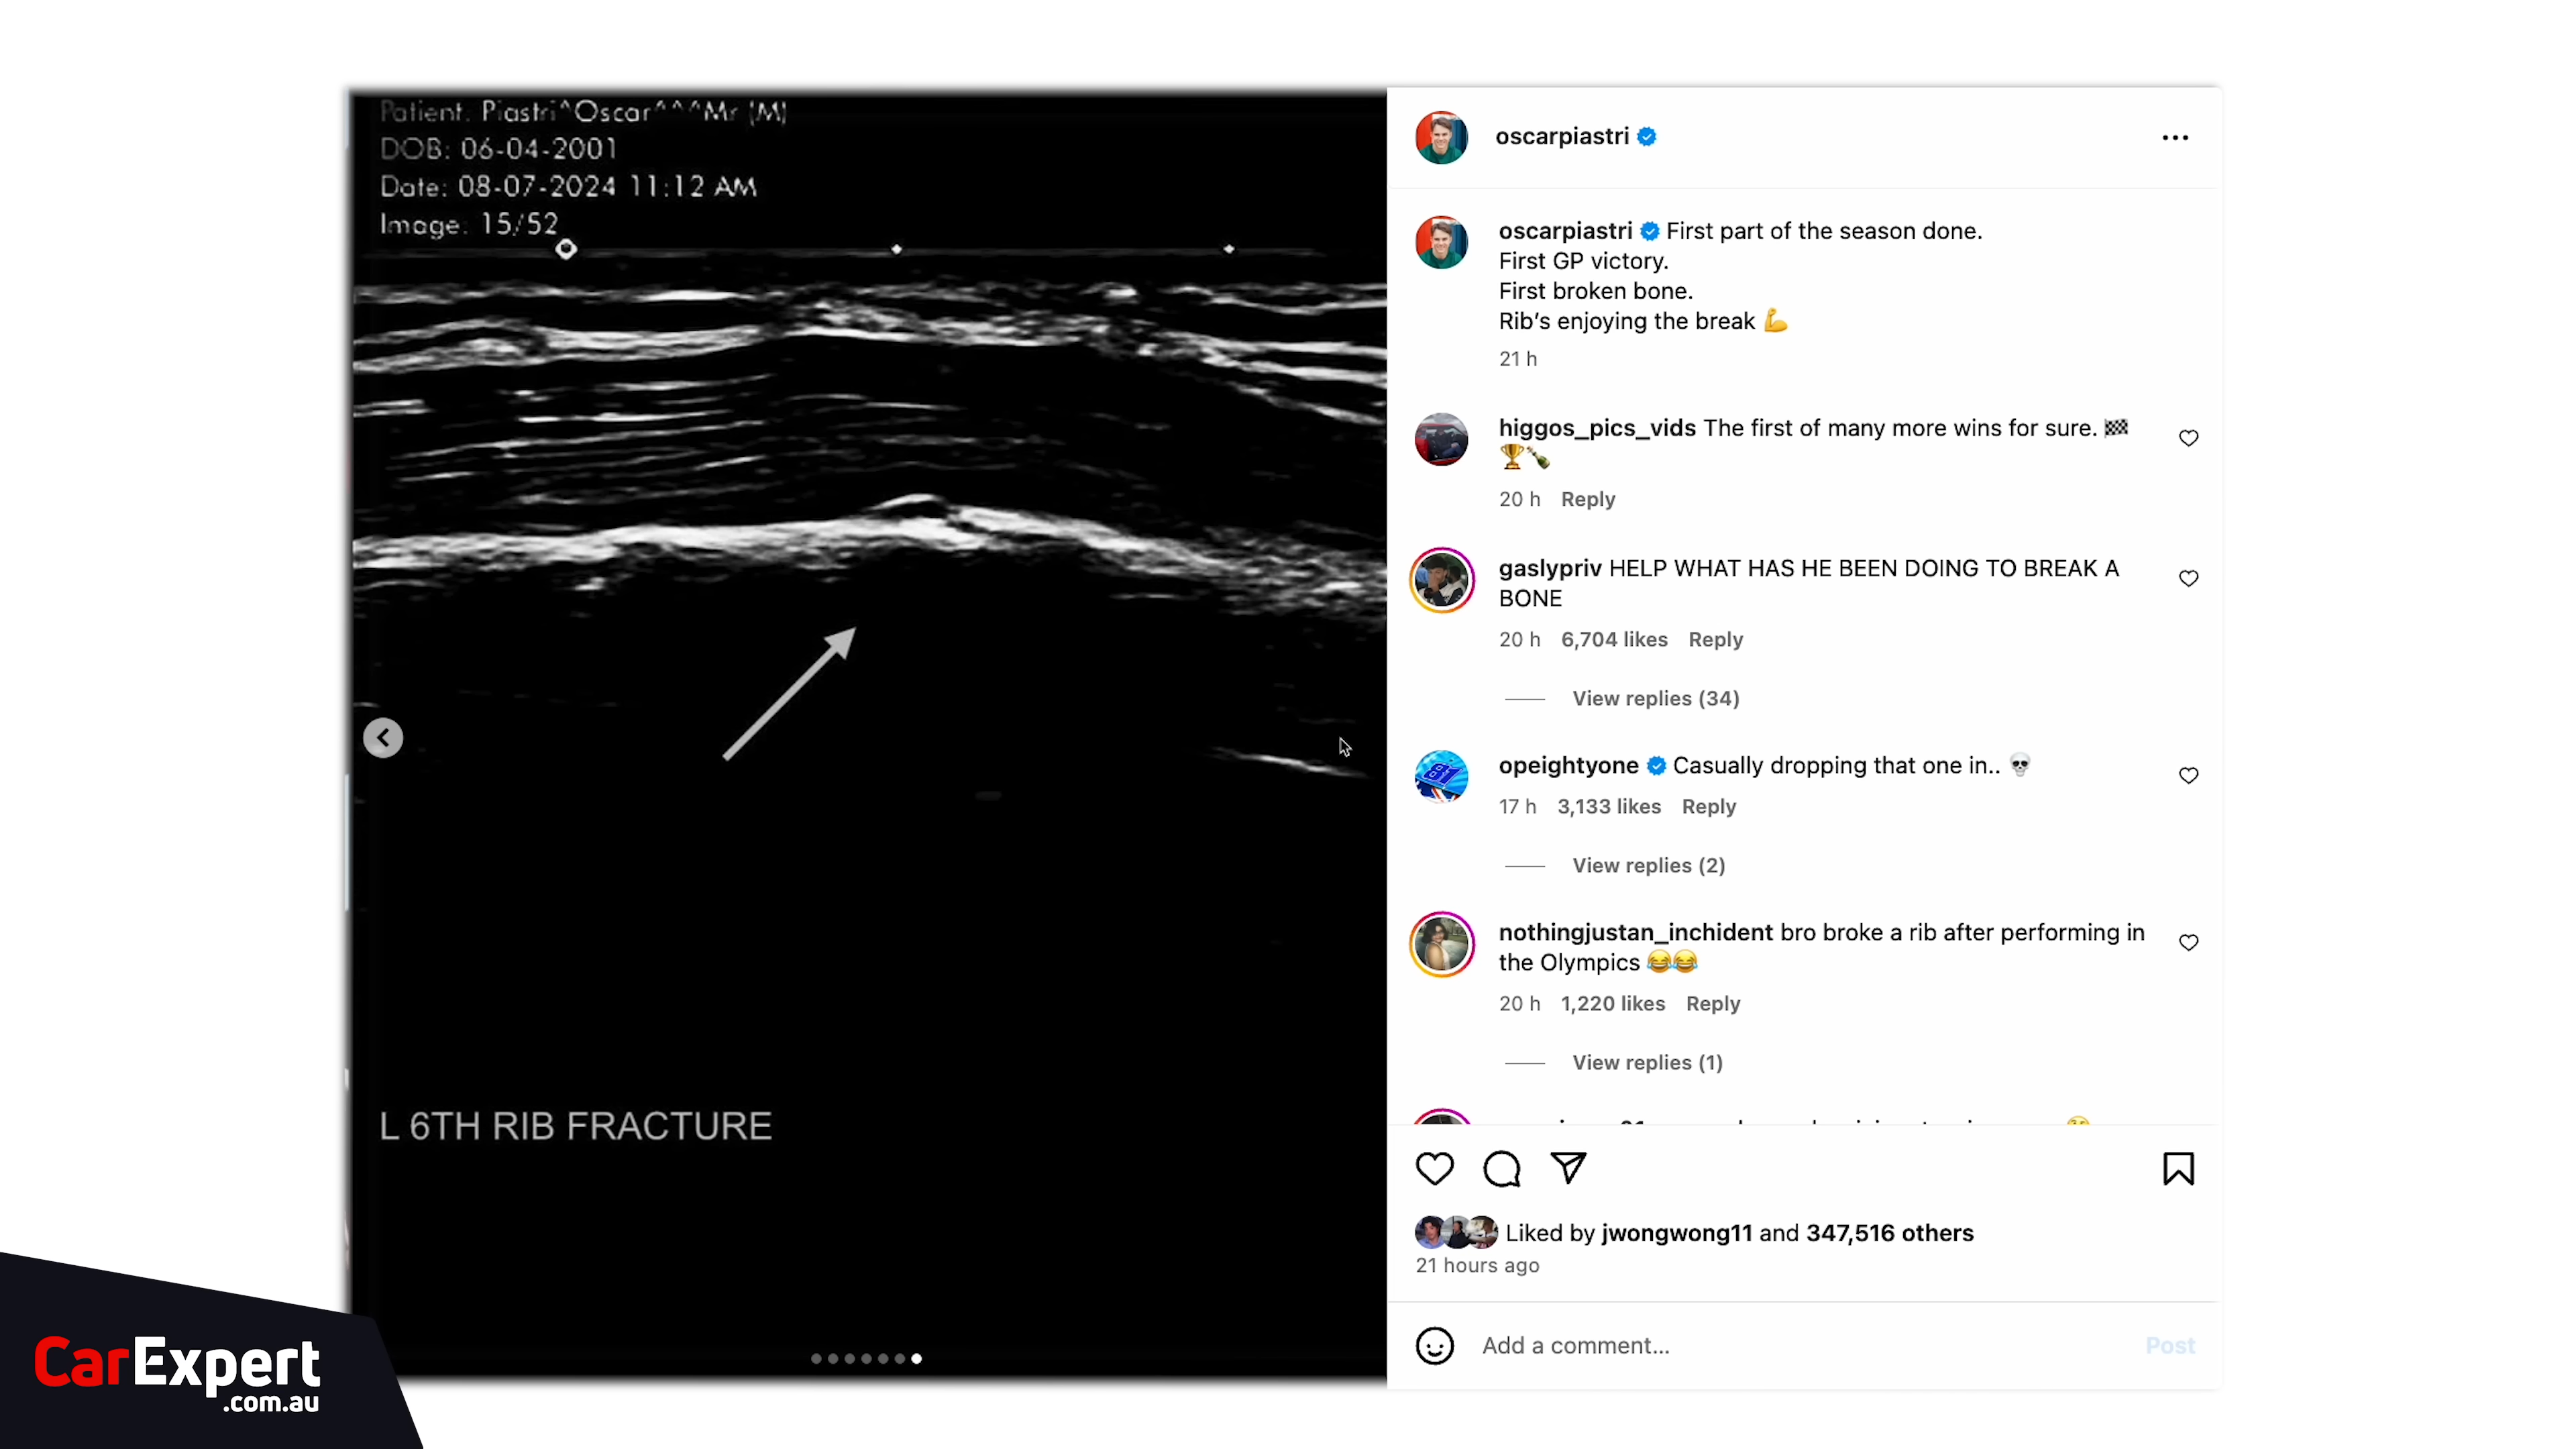 Patient: Piastri^Oscar^^^Mr (M)
DOB: 06-04-2001
Date: 08-07-2024 11:12 AM
Image: 15/52
L 6TH RIB FRACTURE
oscarpiastri
oscarpiastri First part of the season done.
First GP victory.
First broken bone.
Rib's enjoying the break 💪
21 h
higgos_pics_vids The first of many more wins for sure. 🏁
🏆🍾
20 h Reply
gaslypriv HELP WHAT HAS HE BEEN DOING TO BREAK A
BONE
20 h 6,704 likes Reply
View replies (34)
opeightyone Casually dropping that one in.. 💀
17 h 3,133 likes Reply
View replies (2)
nothingjustan_inchident bro broke a rib after performing in
the Olympics 😂😂
20 h 1,220 likes Reply
View replies (1)
Liked by jwongwong11 and 347,516 others
21 hours ago
Add a comment...
Post
CarExpert
.com.au